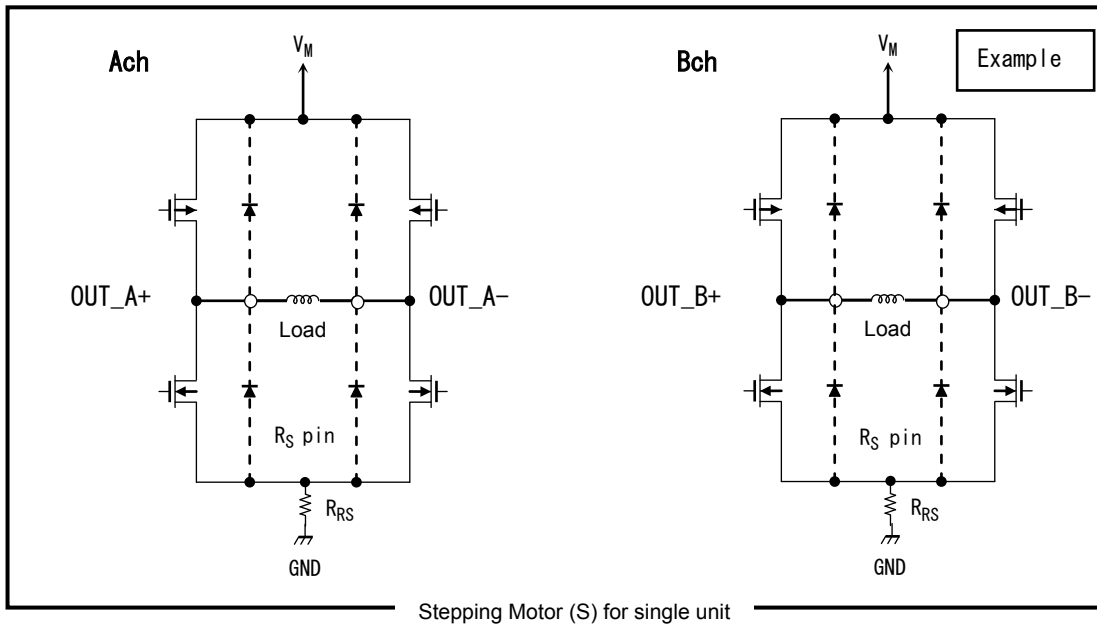 Ach
V_M
Bch
V_M
Example
OUT_A+
Load
OUT_A-
OUT_B+
Load
OUT_B-
R_S pin
R_S pin
R_RS
R_RS
GND
GND
Stepping Motor (S) for single unit